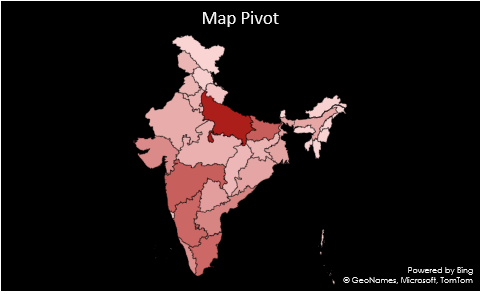 Map Pivot
Powered by Bing
© GeoNames, Microsoft, TomTom